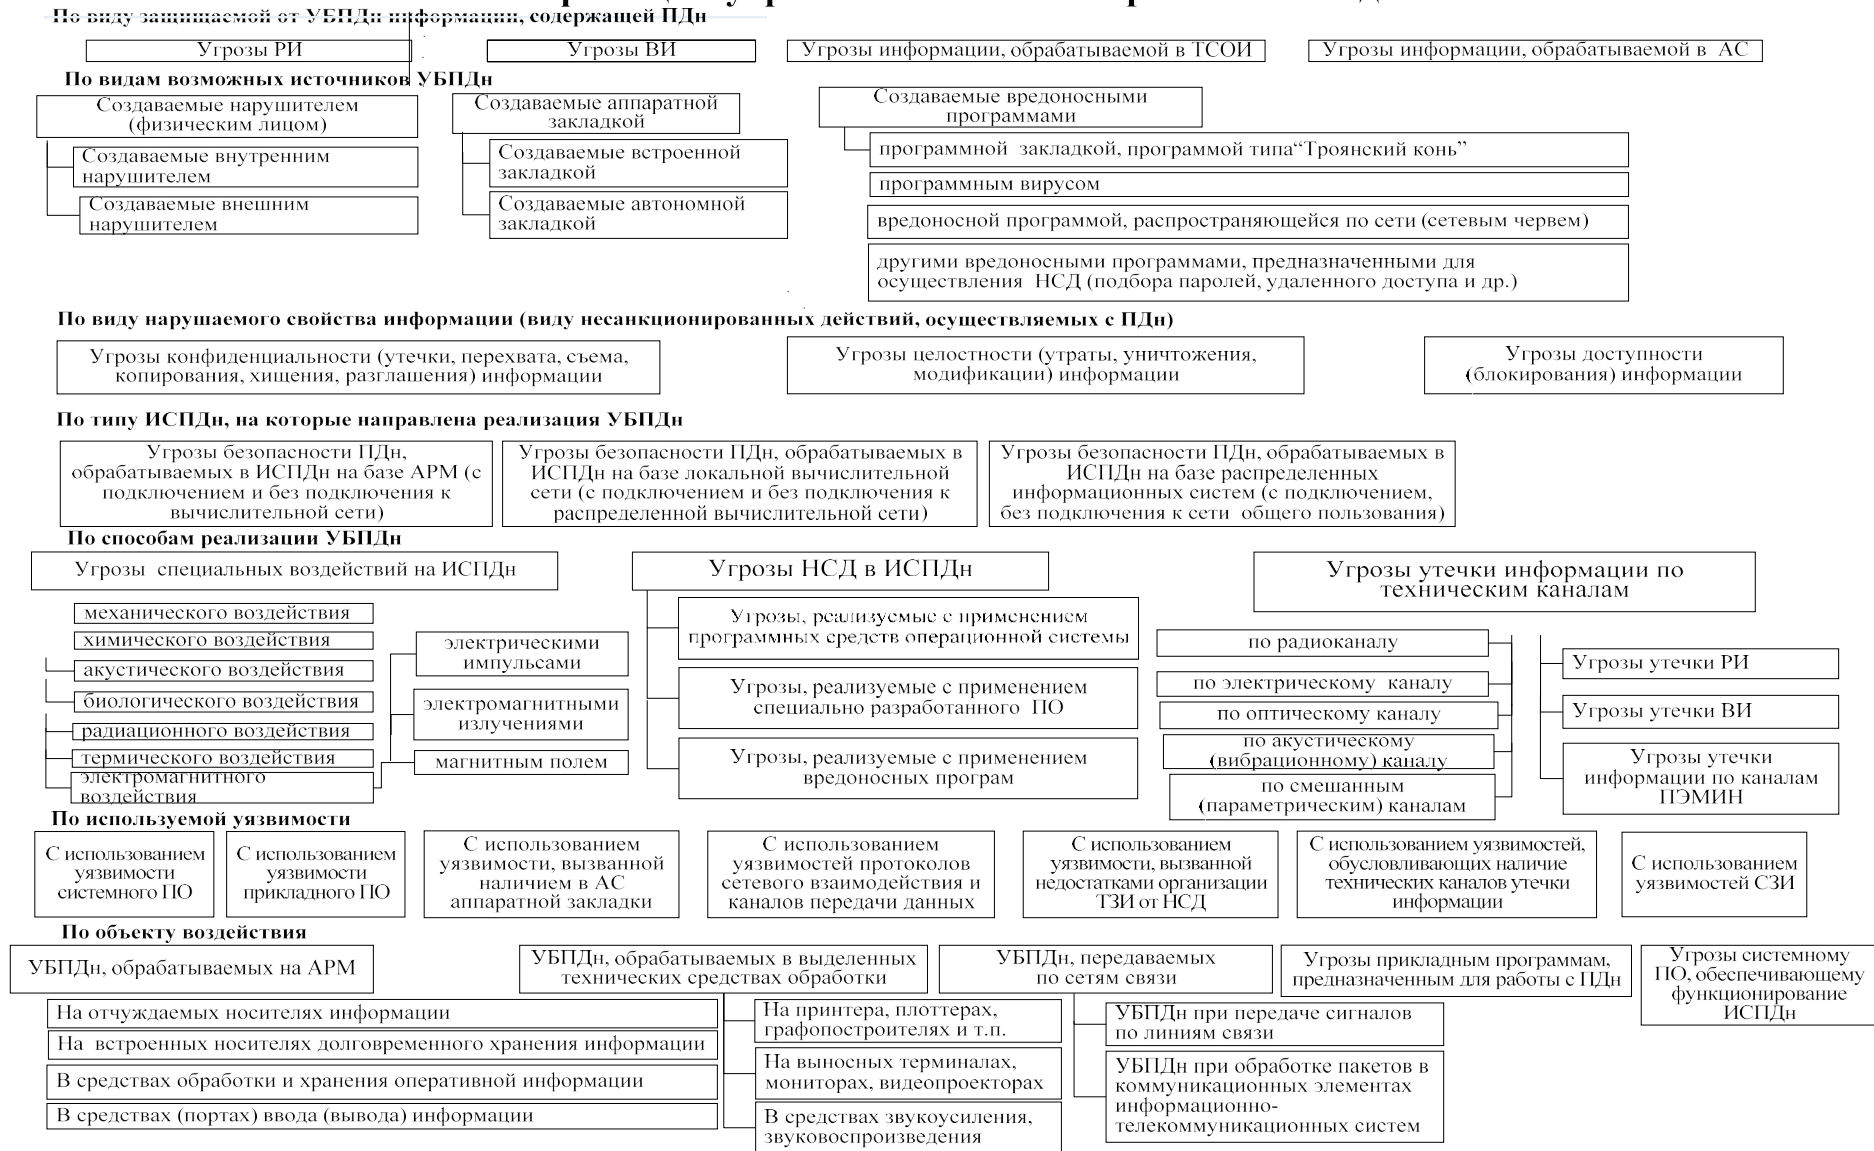 По виду защищаемой от УБПДн информации, содержащей ПДн
Угрозы РИ
Угрозы ВИ
Угрозы информации, обрабатываемой в ТСОИ
Угрозы информации, обрабатываемой в АС
По видам возможных источников УБПДн
Создаваемые нарушителем
(физическим лицом)
Создаваемые внутренним
нарушителем
Создаваемые внешним
нарушителем
Создаваемые аппаратной
закладкой
Создаваемые встроенной
закладкой
Создаваемые автономной
закладкой
Создаваемые вредоносными
программами
программной закладкой, программой типа“Троянский конь”
программным вирусом
вредоносной программой, распространяющейся по сети (сетевым червем)
другими вредоносными программами, предназначенными для
осуществления НСД (подбора паролей, удаленного доступа и др.)
По виду нарушаемого свойства информации (виду несанкционированных действий, осуществляемых с ПДн)
Угрозы конфиденциальности (утечки, перехвата, съема,
копирования, хищения, разглашения) информации
Угрозы целостности (утраты, уничтожения,
модификации) информации
Угрозы доступности
(блокирования) информации
По типу ИСПДн, на которые направлена реализация УБПДн
Угрозы безопасности ПДн,
обрабатываемых в ИСПДн на базе АРМ (с
подключением и без подключения к
вычислительной сети)
Угрозы безопасности ПДн, обрабатываемых в
ИСПДн на базе локальной вычислительной
сети (с подключением и без подключения к
распределенной вычислительной сети)
Угрозы безопасности ПДн, обрабатываемых в
ИСПДн на базе распределенных
информационных систем (с подключением,
без подключения к сети общего пользования)
По способам реализации УБПДн
Угрозы специальных воздействий на ИСПДн
механического воздействия
химического воздействия
акустического воздействия
биологического воздействия
радиационного воздействия
термического воздействия
электромагнитного
воздействия
электрическими
импульсами
электромагнитными
излучениями
магнитным полем
Угрозы НСД в ИСПДн
Угрозы, реализуемые с применением
программных средств операционной системы
Угрозы, реализуемые с применением
специально разработанного ПО
Угрозы, реализуемые с применением
вредоносных програм
Угрозы утечки информации по
техническим каналам
по радиоканалу
по электрическому каналу
по оптическому каналу
по акустическому
(вибрационному) каналу
по смешанным
(параметрическим) каналам
Угрозы утечки РИ
Угрозы утечки ВИ
Угрозы утечки
информации по каналам
ПЭМИН
По используемой уязвимости
С использованием
уязвимости
системного ПО
С использованием
уязвимости
прикладного ПО
С использованием
уязвимости, вызванной
наличием в АС
аппаратной закладки
С использованием
уязвимостей протоколов
сетевого взаимодействия и
каналов передачи данных
С использованием
уязвимости, вызванной
недостатками организации
ТЗИ от НСД
С использованием уязвимостей,
обусловливающих наличие
технических каналов утечки
информации
С использованием
уязвимостей СЗИ
По объекту воздействия
УБПДн, обрабатываемых на АРМ
На отчуждаемых носителях информации
На встроенных носителях долговременного хранения информации
В средствах обработки и хранения оперативной информации
В средствах (портах) ввода (вывода) информации
УБПДн, обрабатываемых в выделенных
технических средствах обработки
На принтера, плоттерах,
графопостроителях и т.п.
На выносных терминалах,
мониторах, видеопроекторах
В средствах звукоусиления,
звуковоспроизведения
УБПДн, передаваемых
по сетям связи
УБПДн при передаче сигналов
по линиям связи
УБПДн при обработке пакетов в
коммуникационных элементах
информационно-
телекоммуникационных систем
Угрозы прикладным программам,
предназначенным для работы с ПДн
Угрозы системному
ПО, обеспечивающему
функционирование
ИСПДн